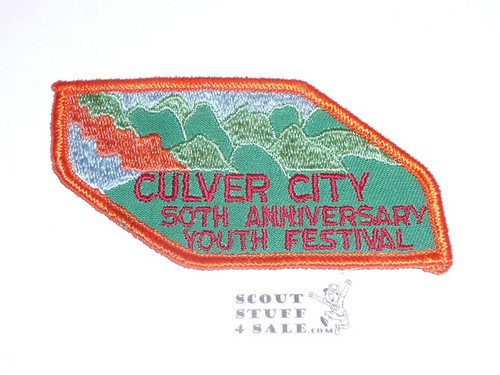 CULVER CITY
50TH ANNIVERSARY
YOUTH FESTIVAL
SCOUT
STUFF
4 SALE.COM